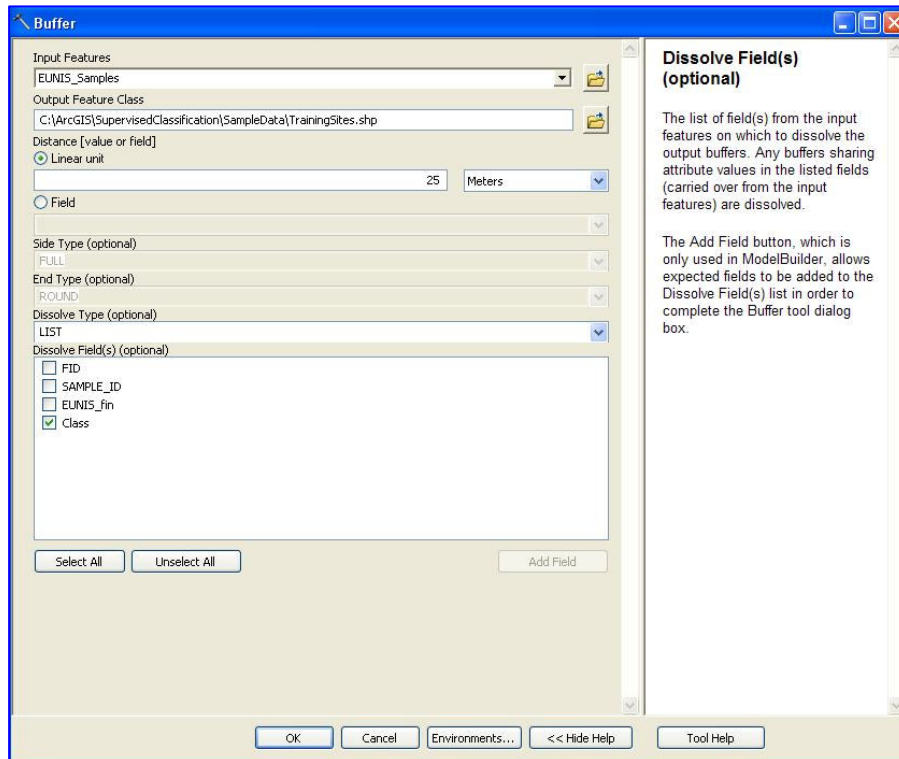 Buffer
Input Features
EUNIS_Samples
Output Feature Class
C:\ArcGIS\SupervisedClassification\SampleData\TrainingSites.shp
Distance [value or field]
Linear unit
25 Meters
Field
Side Type (optional)
FULL
End Type (optional)
ROUND
Dissolve Type (optional)
LIST
Dissolve Field(s) (optional)
FID
SAMPLE_ID
EUNIS_fin
Class
Select All Unselect All Add Field
Dissolve Field(s)
(optional)
The list of field(s) from the input
features on which to dissolve the
output buffers. Any buffers sharing
attribute values in the listed fields
(carried over from the input
features) are dissolved.
The Add Field button, which is
only used in ModelBuilder, allows
expected fields to be added to the
Dissolve Field(s) list in order to
complete the Buffer tool dialog
box.
OK Cancel Environments... << Hide Help Tool Help